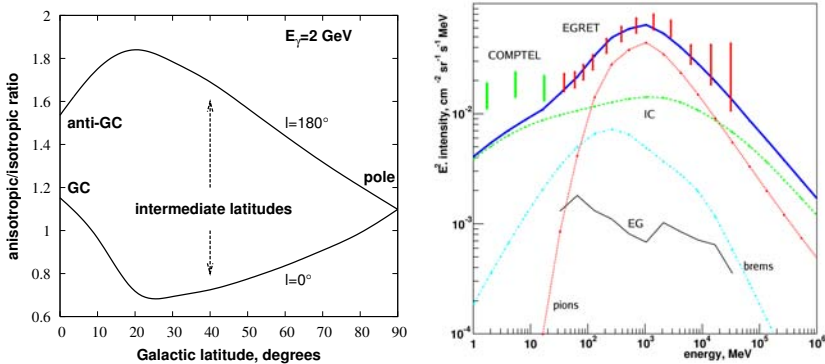 E_γ=2 GeV
anisotropic/isotropic ratio
2
1.8
1.6
1.4
1.2
1
0.8
0.6
anti-GC
GC
l=180°
pole
intermediate latitudes
l=0°
0 10 20 30 40 50 60 70 80 90
Galactic latitude, degrees
E², intensity, cm⁻² sr⁻¹ s⁻¹ MeV
10⁻²
10⁻³
10⁻⁴
COMPTEL
EGRET
IC
EG
brems
pions
1 10 10² 10³ 10⁴ 10⁵ 10⁶
energy, MeV